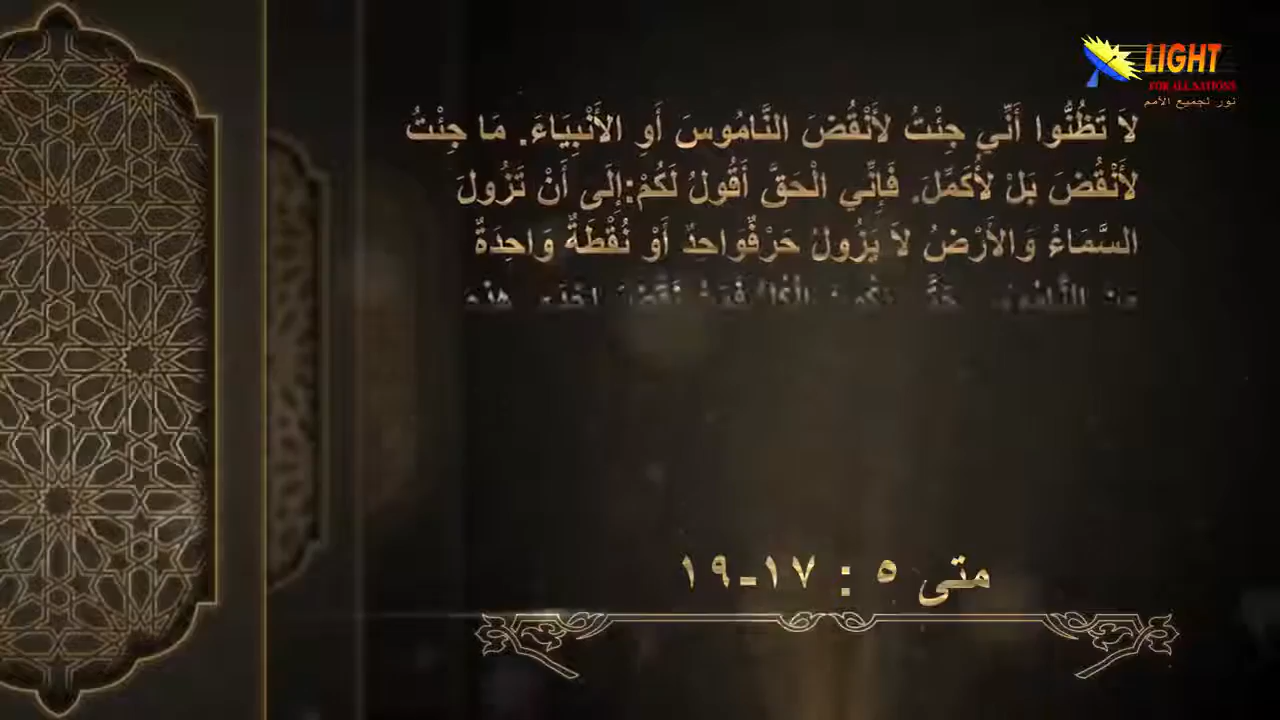 LIGHT
FOR ALL NATIONS
نور لجميع الأمم
لاَ تَظُنُّوا أَنِّي جِئْتُ لأَنْقُضَ النَّامُوسَ أَوِ الأَنْبِيَاءَ. مَا جِئْتُ
لأَنْقُضَ بَلْ لأُكَمِّلَ. فَإِنِّي الْحَقَّ أَقُولُ لَكُمْ:إِلَى أَنْ تَزُولَ
السَّمَاءُ وَالأَرْضُ لاَ يَزُولُ حَرْفٌوَاحِدٌ أَوْ نُقْطَةٌ وَاحِدَةٌ
متى ٥ : ١٧-١٩